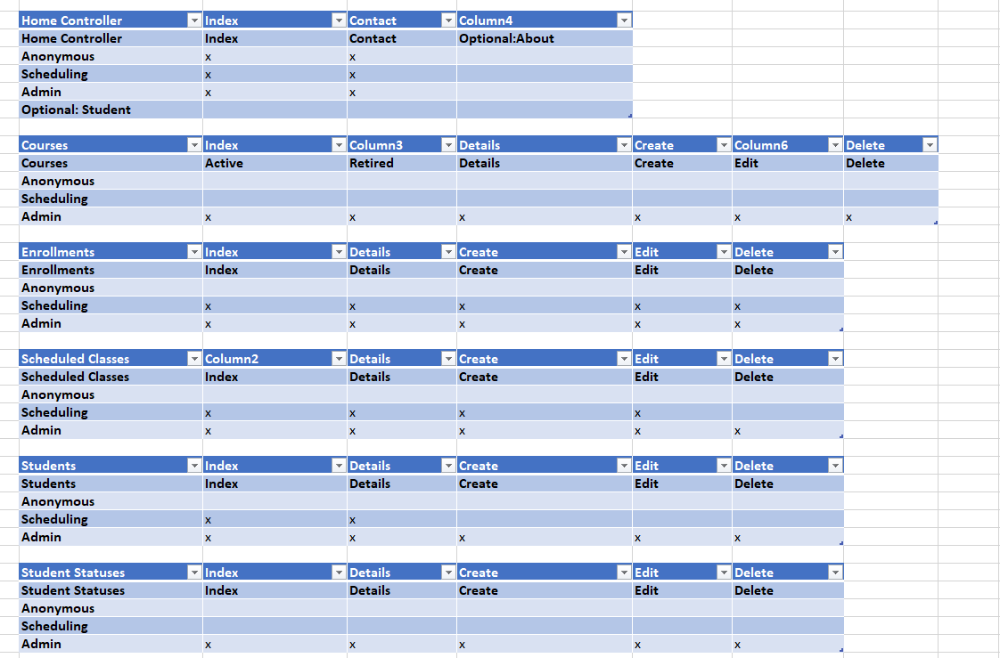 Home Controller Index Contact Column4
Home Controller Index Contact Optional:About
Anonymous x x
Scheduling x x
Admin x x
Optional: Student
Courses Index Column3 Details Create Column6 Delete
Courses Active Retired Details Create Edit Delete
Anonymous
Scheduling
Admin x x x x x x
Enrollments Index Details Create Edit Delete
Enrollments Index Details Create Edit Delete
Anonymous
Scheduling x x x x x
Admin x x x x x
Scheduled Classes Column2 Details Create Edit Delete
Scheduled Classes Index Details Create Edit Delete
Anonymous
Scheduling x x x x
Admin x x x x x
Students Index Details Create Edit Delete
Students Index Details Create Edit Delete
Anonymous
Scheduling x x
Admin x x x x x
Student Statuses Index Details Create Edit Delete
Student Statuses Index Details Create Edit Delete
Anonymous
Scheduling
Admin x x x x x